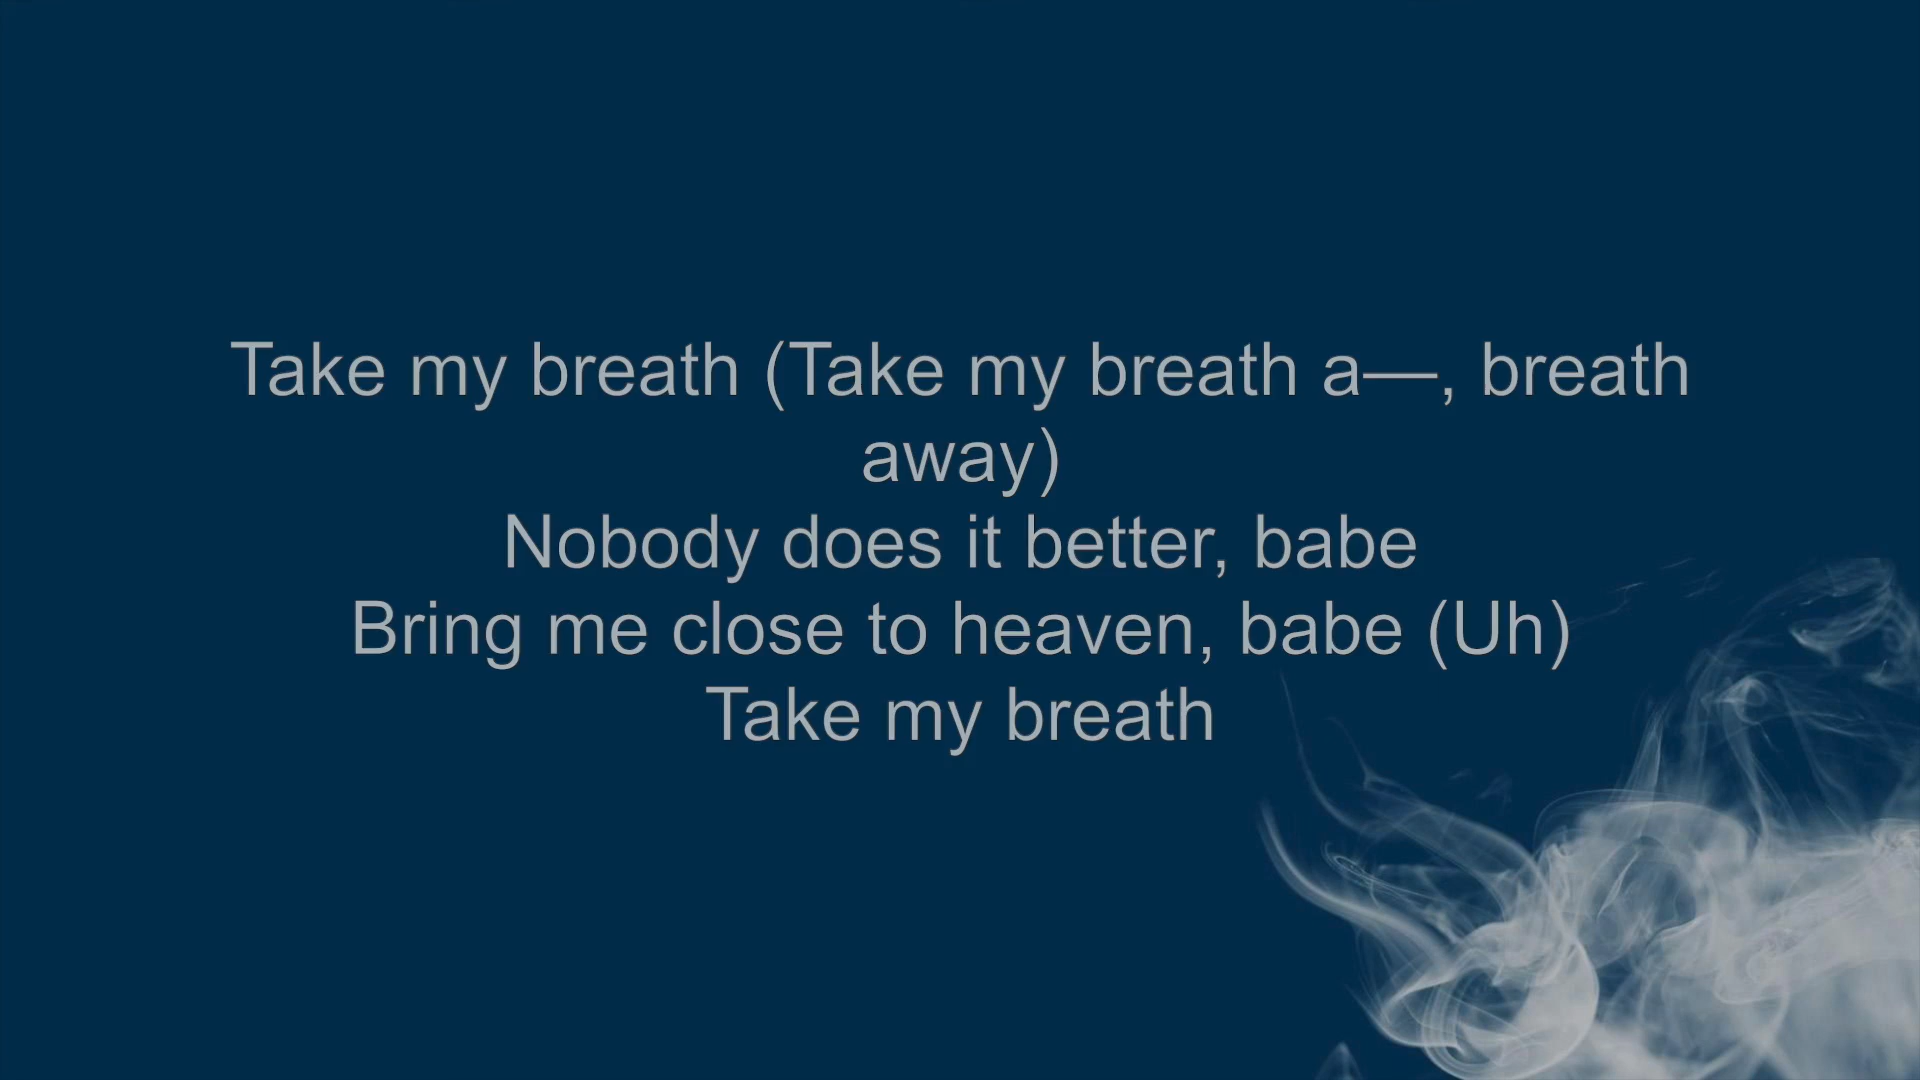 Take my breath (Take my breath a—, breath
away)
Nobody does it better, babe
Bring me close to heaven, babe (Uh)
Take my breath